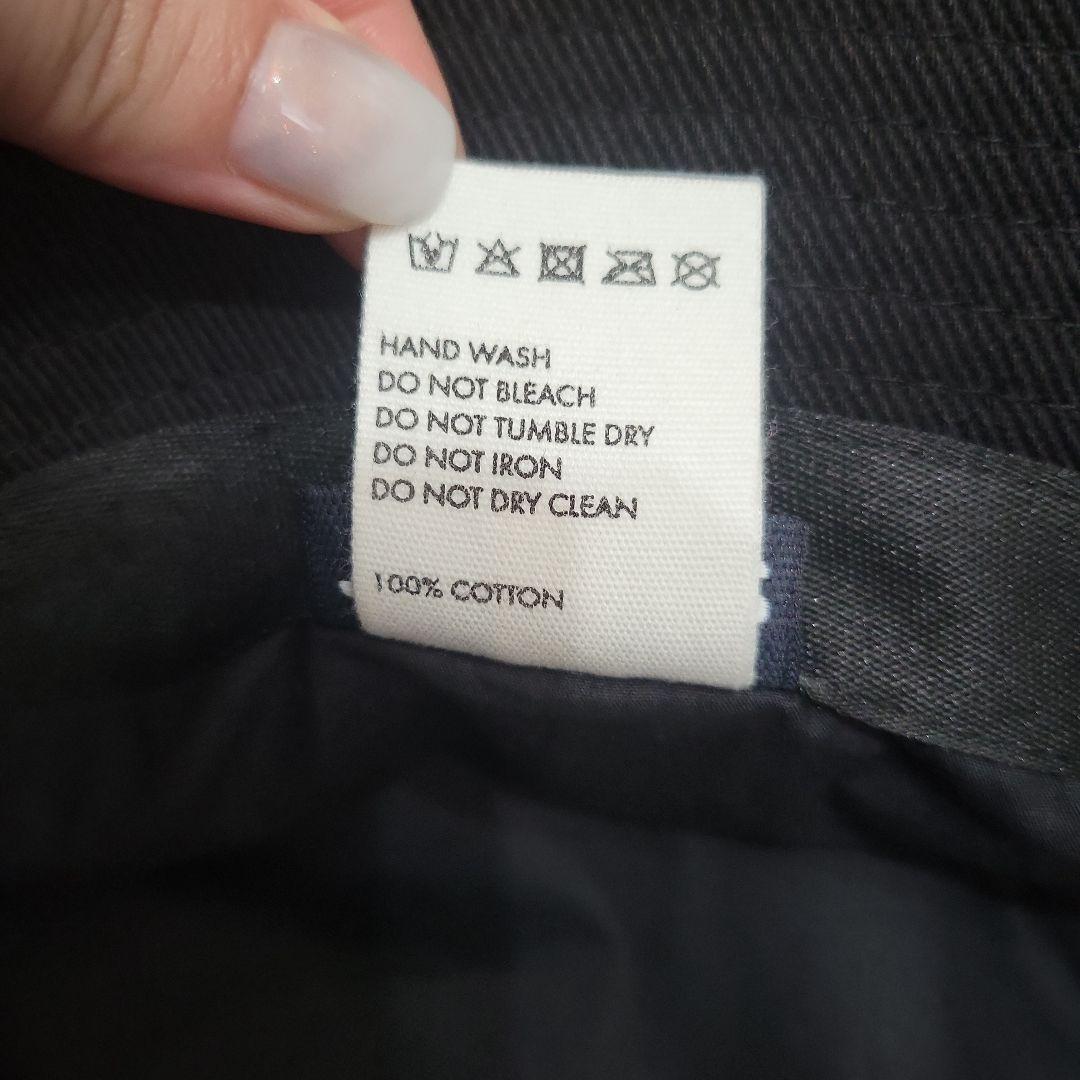 HAND WASH
DO NOT BLEACH
DO NOT TUMBLE DRY
DO NOT IRON
DO NOT DRY CLEAN
100% COTTON